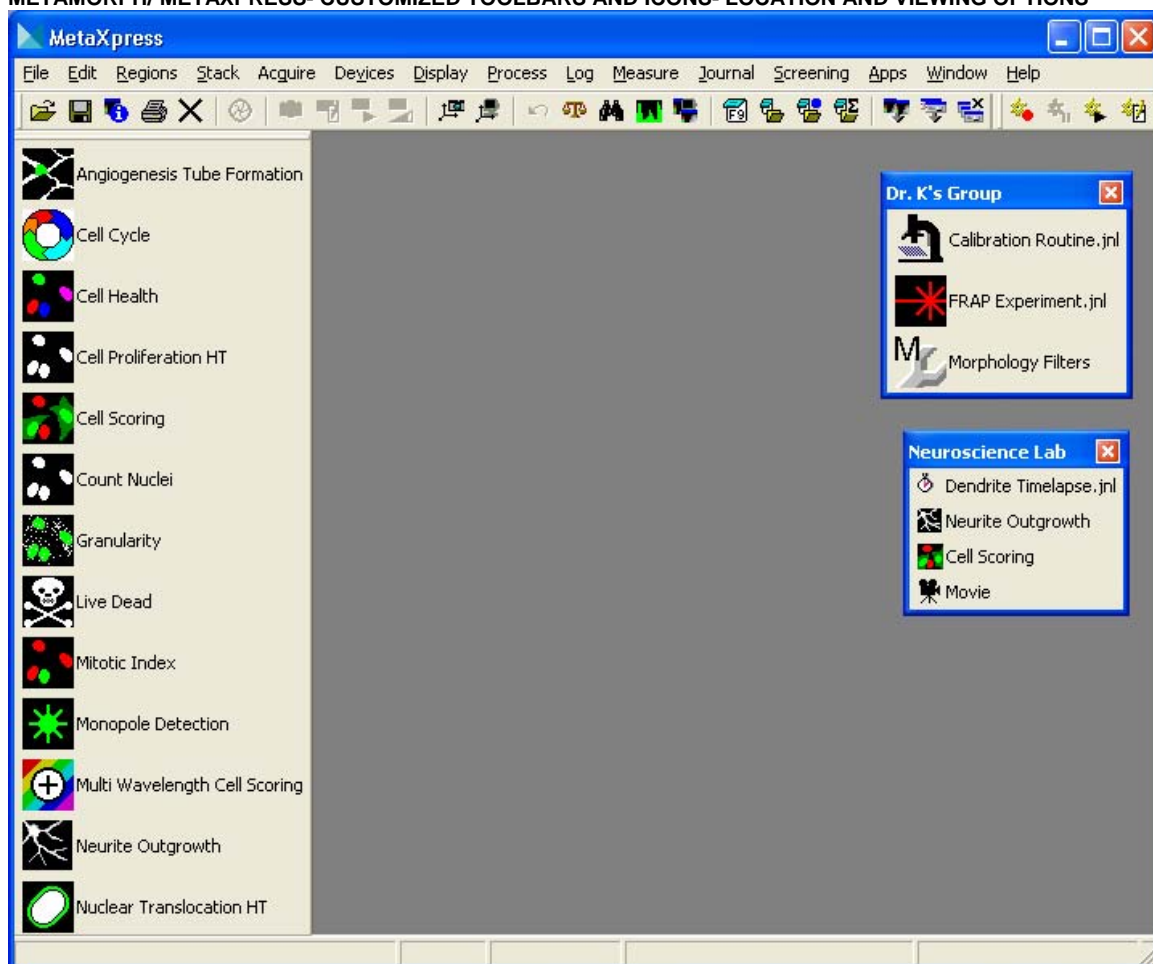 METAMORPH/ METAXPRESS- CUSTOMIZED TOOLBARS AND ICONS- LOCATION AND VIEWING OPTIONS
MetaXpress
File Edit Regions Stack Acquire Devices Display Process Log Measure Journal Screening Apps Window Help
F9
Angiogenesis Tube Formation
Cell Cycle
Cell Health
Cell Proliferation HT
Cell Scoring
Count Nuclei
Granularity
Live Dead
Mitotic Index
Monopole Detection
Multi Wavelength Cell Scoring
Neurite Outgrowth
Nuclear Translocation HT
Dr. K's Group
Calibration Routine.jnl
FRAP Experiment.jnl
M Morphology Filters
Neuroscience Lab
Dendrite Timelapse.jnl
Neurite Outgrowth
Cell Scoring
Movie